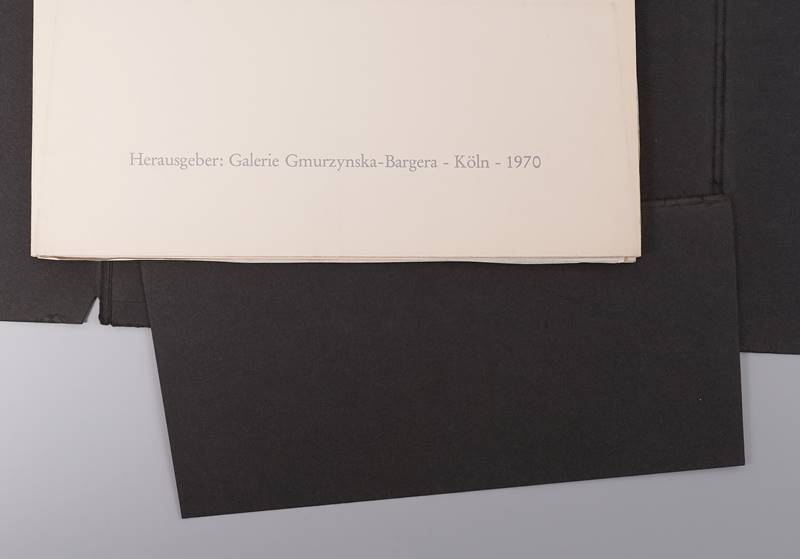 Herausgeber: Galerie Gmurzynska-Bargera - Köln - 1970